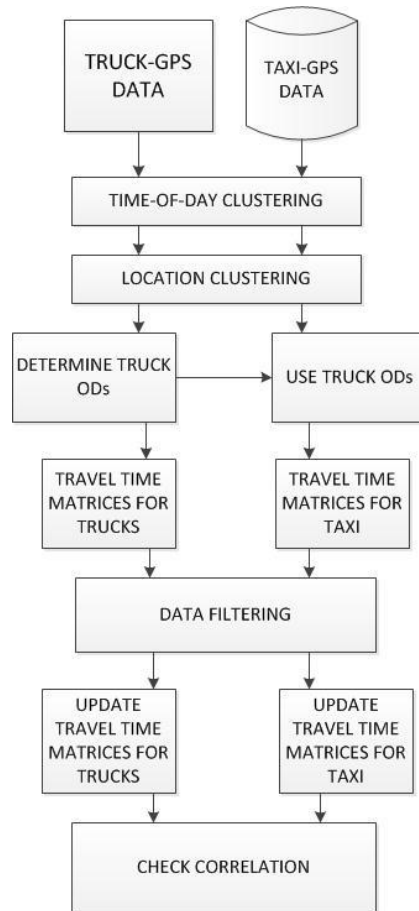 TRUCK-GPS
DATA
TAXI-GPS
DATA
TIME-OF-DAY CLUSTERING
LOCATION CLUSTERING
DETERMINE TRUCK
ODs
USE TRUCK ODs
TRAVEL TIME
MATRICES FOR
TRUCKS
TRAVEL TIME
MATRICES FOR
TAXI
DATA FILTERING
UPDATE
TRAVEL TIME
MATRICES FOR
TRUCKS
UPDATE
TRAVEL TIME
MATRICES FOR
TAXI
CHECK CORRELATION